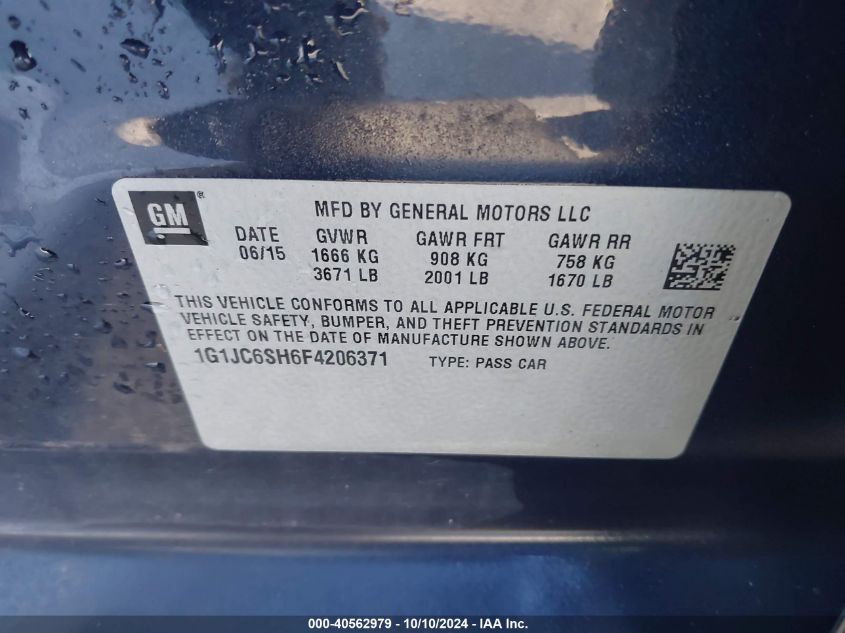 GM®
MFD BY GENERAL MOTORS LLC
DATE GVWR GAWR FRT GAWR RR
06/15 1666 KG 908 KG 758 KG
3671 LB 2001 LB 1670 LB
THIS VEHICLE CONFORMS TO ALL APPLICABLE U.S. FEDERAL MOTOR
VEHICLE SAFETY, BUMPER, AND THEFT PREVENTION STANDARDS IN
EFFECT ON THE DATE OF MANUFACTURE SHOWN ABOVE.
1G1JC6SH6F4206371 TYPE: PASS CAR
000-40562979 - 10/10/2024 - IAA Inc.